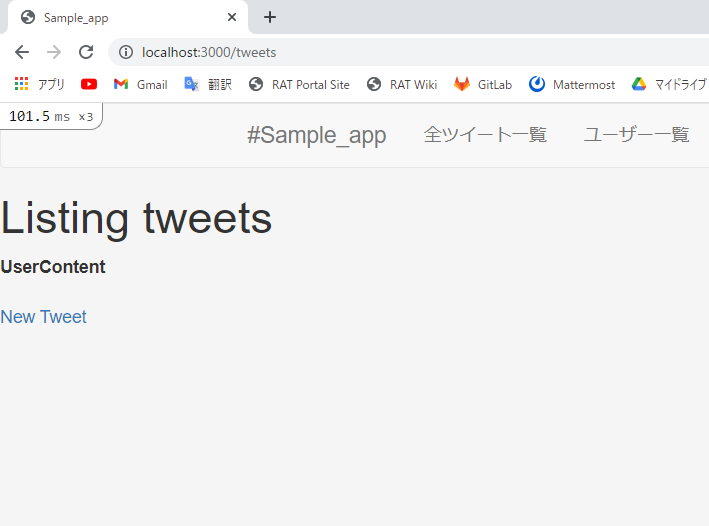 Sample_app
localhost:3000/tweets
アプリ Gmail 翻訳 RAT Portal Site RAT Wiki GitLab Mattermost マイドライブ
101.5 ms x3
#Sample_app 全ツイート一覧 ユーザー一覧
Listing tweets
UserContent
New Tweet